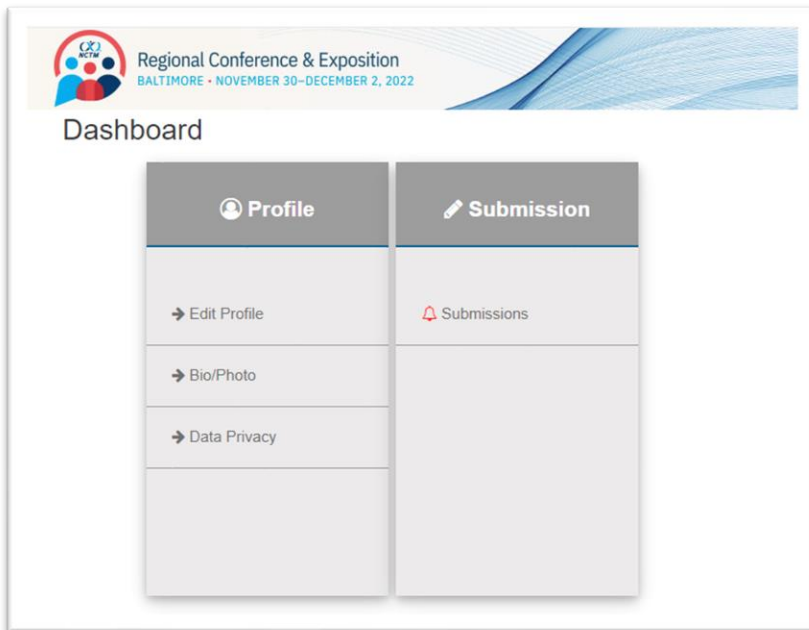 NCTM
Regional Conference & Exposition
BALTIMORE • NOVEMBER 30–DECEMBER 2, 2022
Dashboard
Profile
Edit Profile
Bio/Photo
Data Privacy
Submission
Submissions